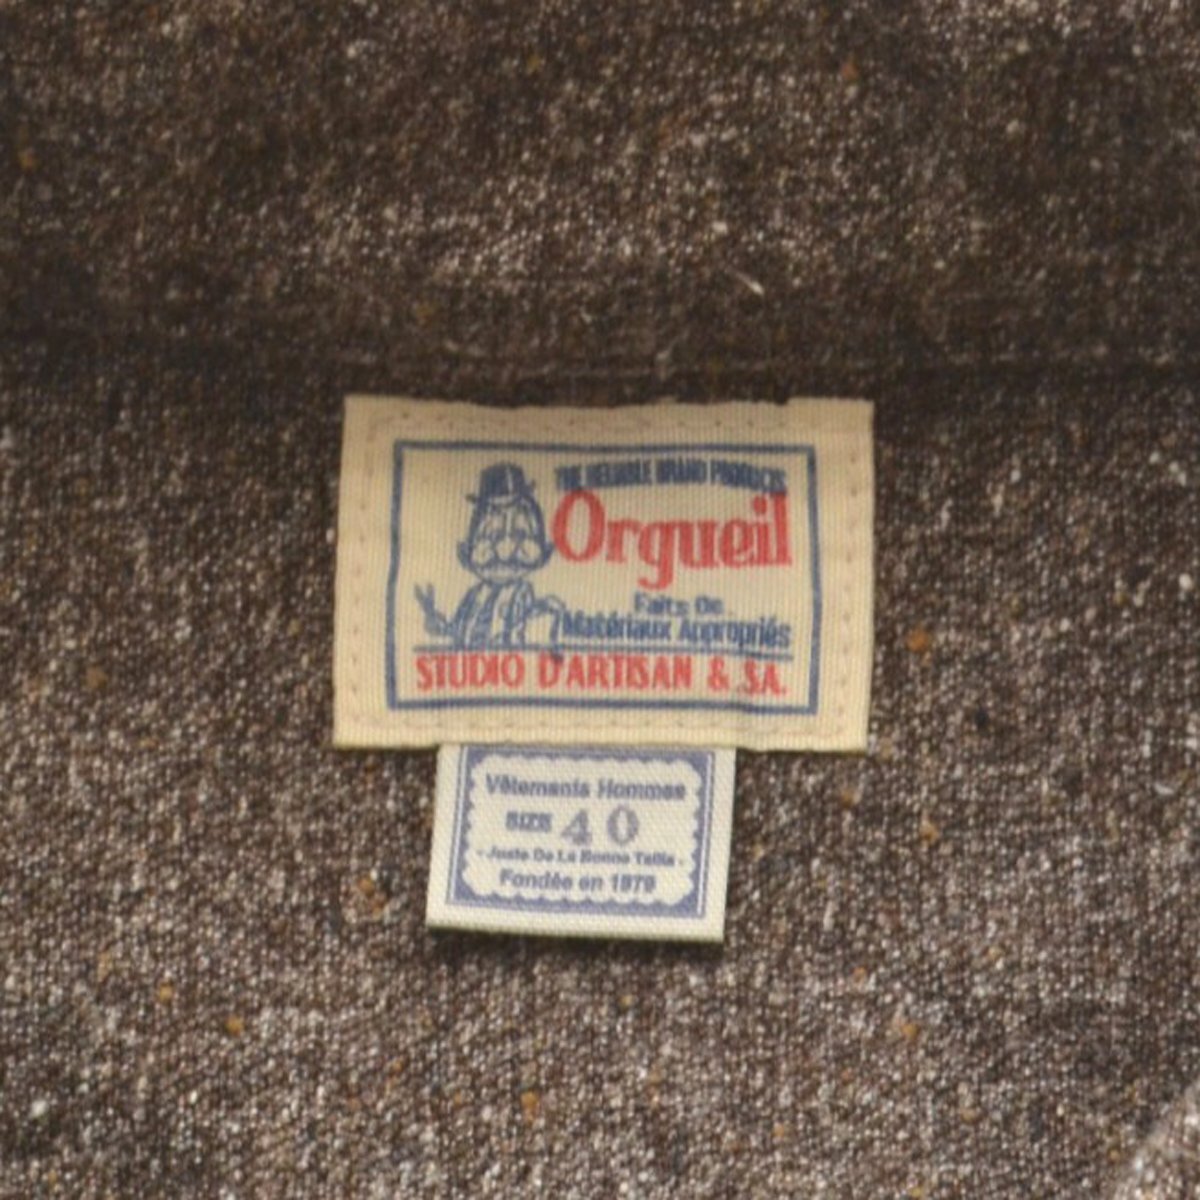 THE RELIABLE BRAND PRODUCTS
Orgueil
Faits De
Matériaux Appropriés
STUDIO D'ARTISAN & SA.
Vêtements Hommes
SIZE 40
- Juste De La Bonne Taille -
Fondée en 1979